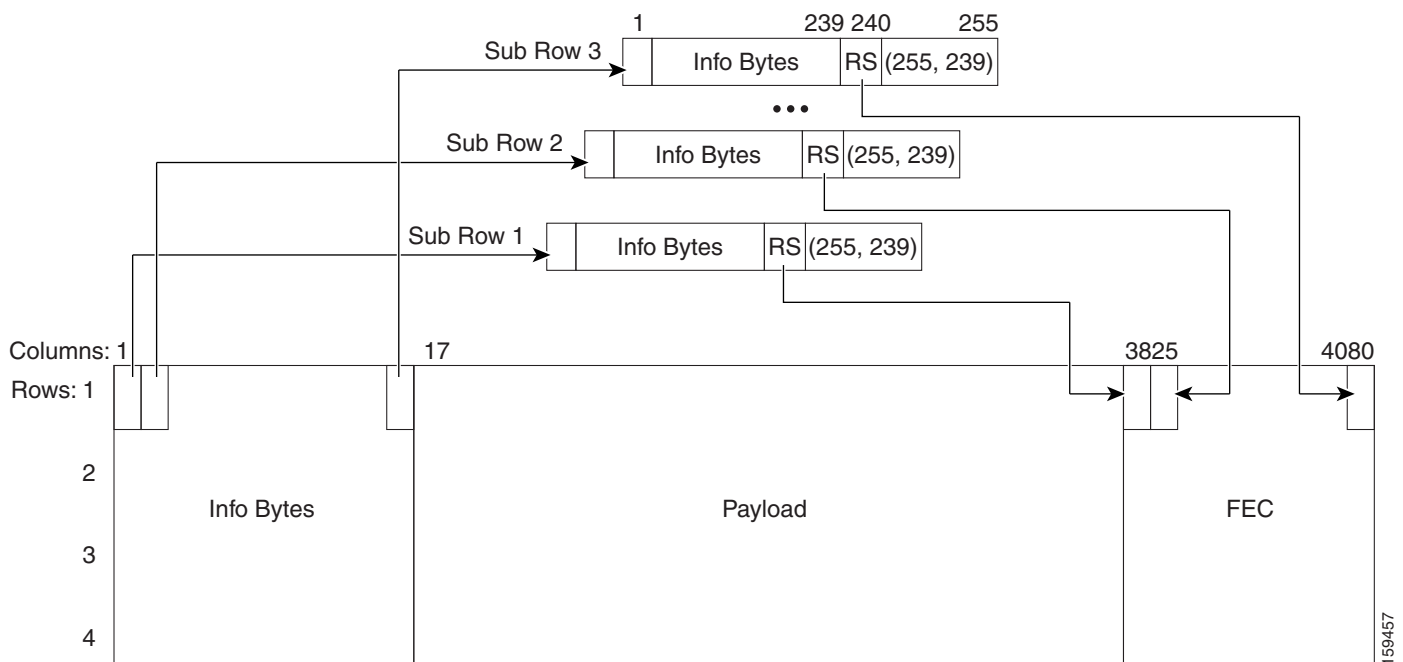 1 239 240 255
Sub Row 3
Info Bytes RS (255, 239)
•••
Sub Row 2
Info Bytes RS (255, 239)
Sub Row 1
Info Bytes RS (255, 239)
Columns: 1 17 3825 4080
Rows: 1
2
Info Bytes Payload FEC
3
4
159457